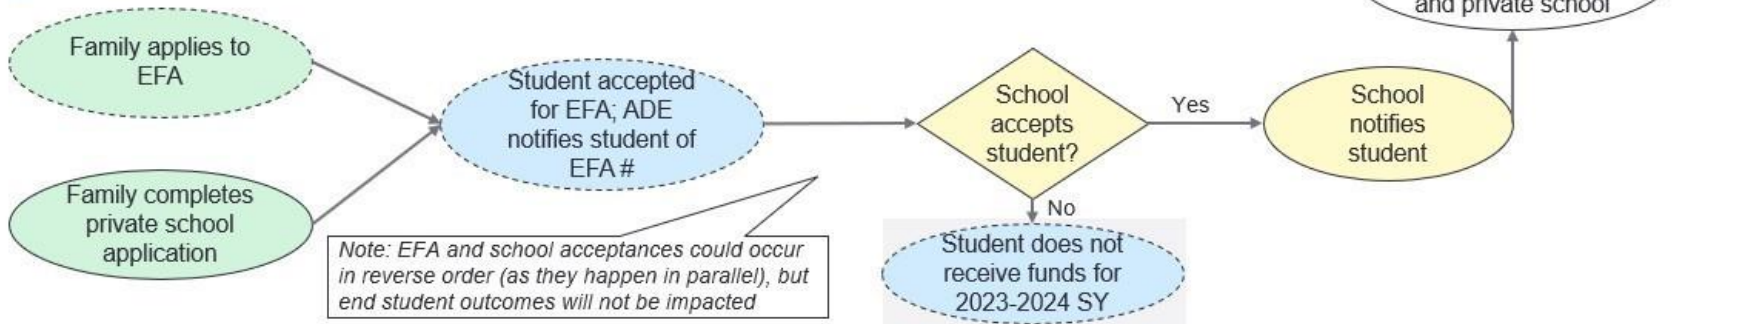 and private school
Family applies to
EFA
Student accepted
for EFA; ADE
notifies student of
EFA #
School
accepts
student?
Yes
School
notifies
student
Family completes
private school
application
No
Note: EFA and school acceptances could occur
in reverse order (as they happen in parallel), but
end student outcomes will not be impacted
Student does not
receive funds for
2023-2024 SY